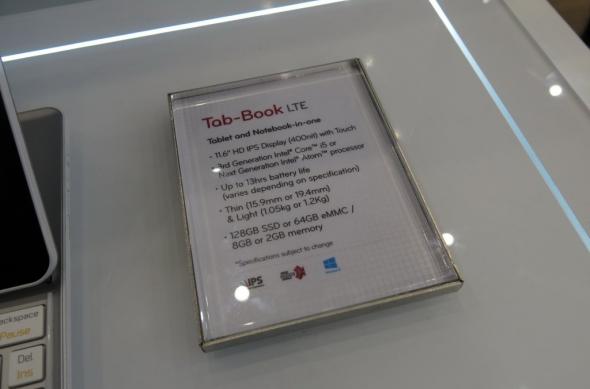 Tab-Book LTE
Tablet and Notebook-in-one
• 11.6" HD IPS Display (400nit) with Touch
• 3rd Generation Intel® Core™ i5 or
Next Generation Intel® Atom™ processor
• Up to 13hrs battery life
(varies depending on specification)
• Thin (15.9mm or 19.4mm)
& Light (1.05kg or 1.2Kg)
• 128GB SSD or 64GB eMMC /
8GB or 2GB memory
*Specifications subject to change
IPS
ackspace
Pause
Del
Ins